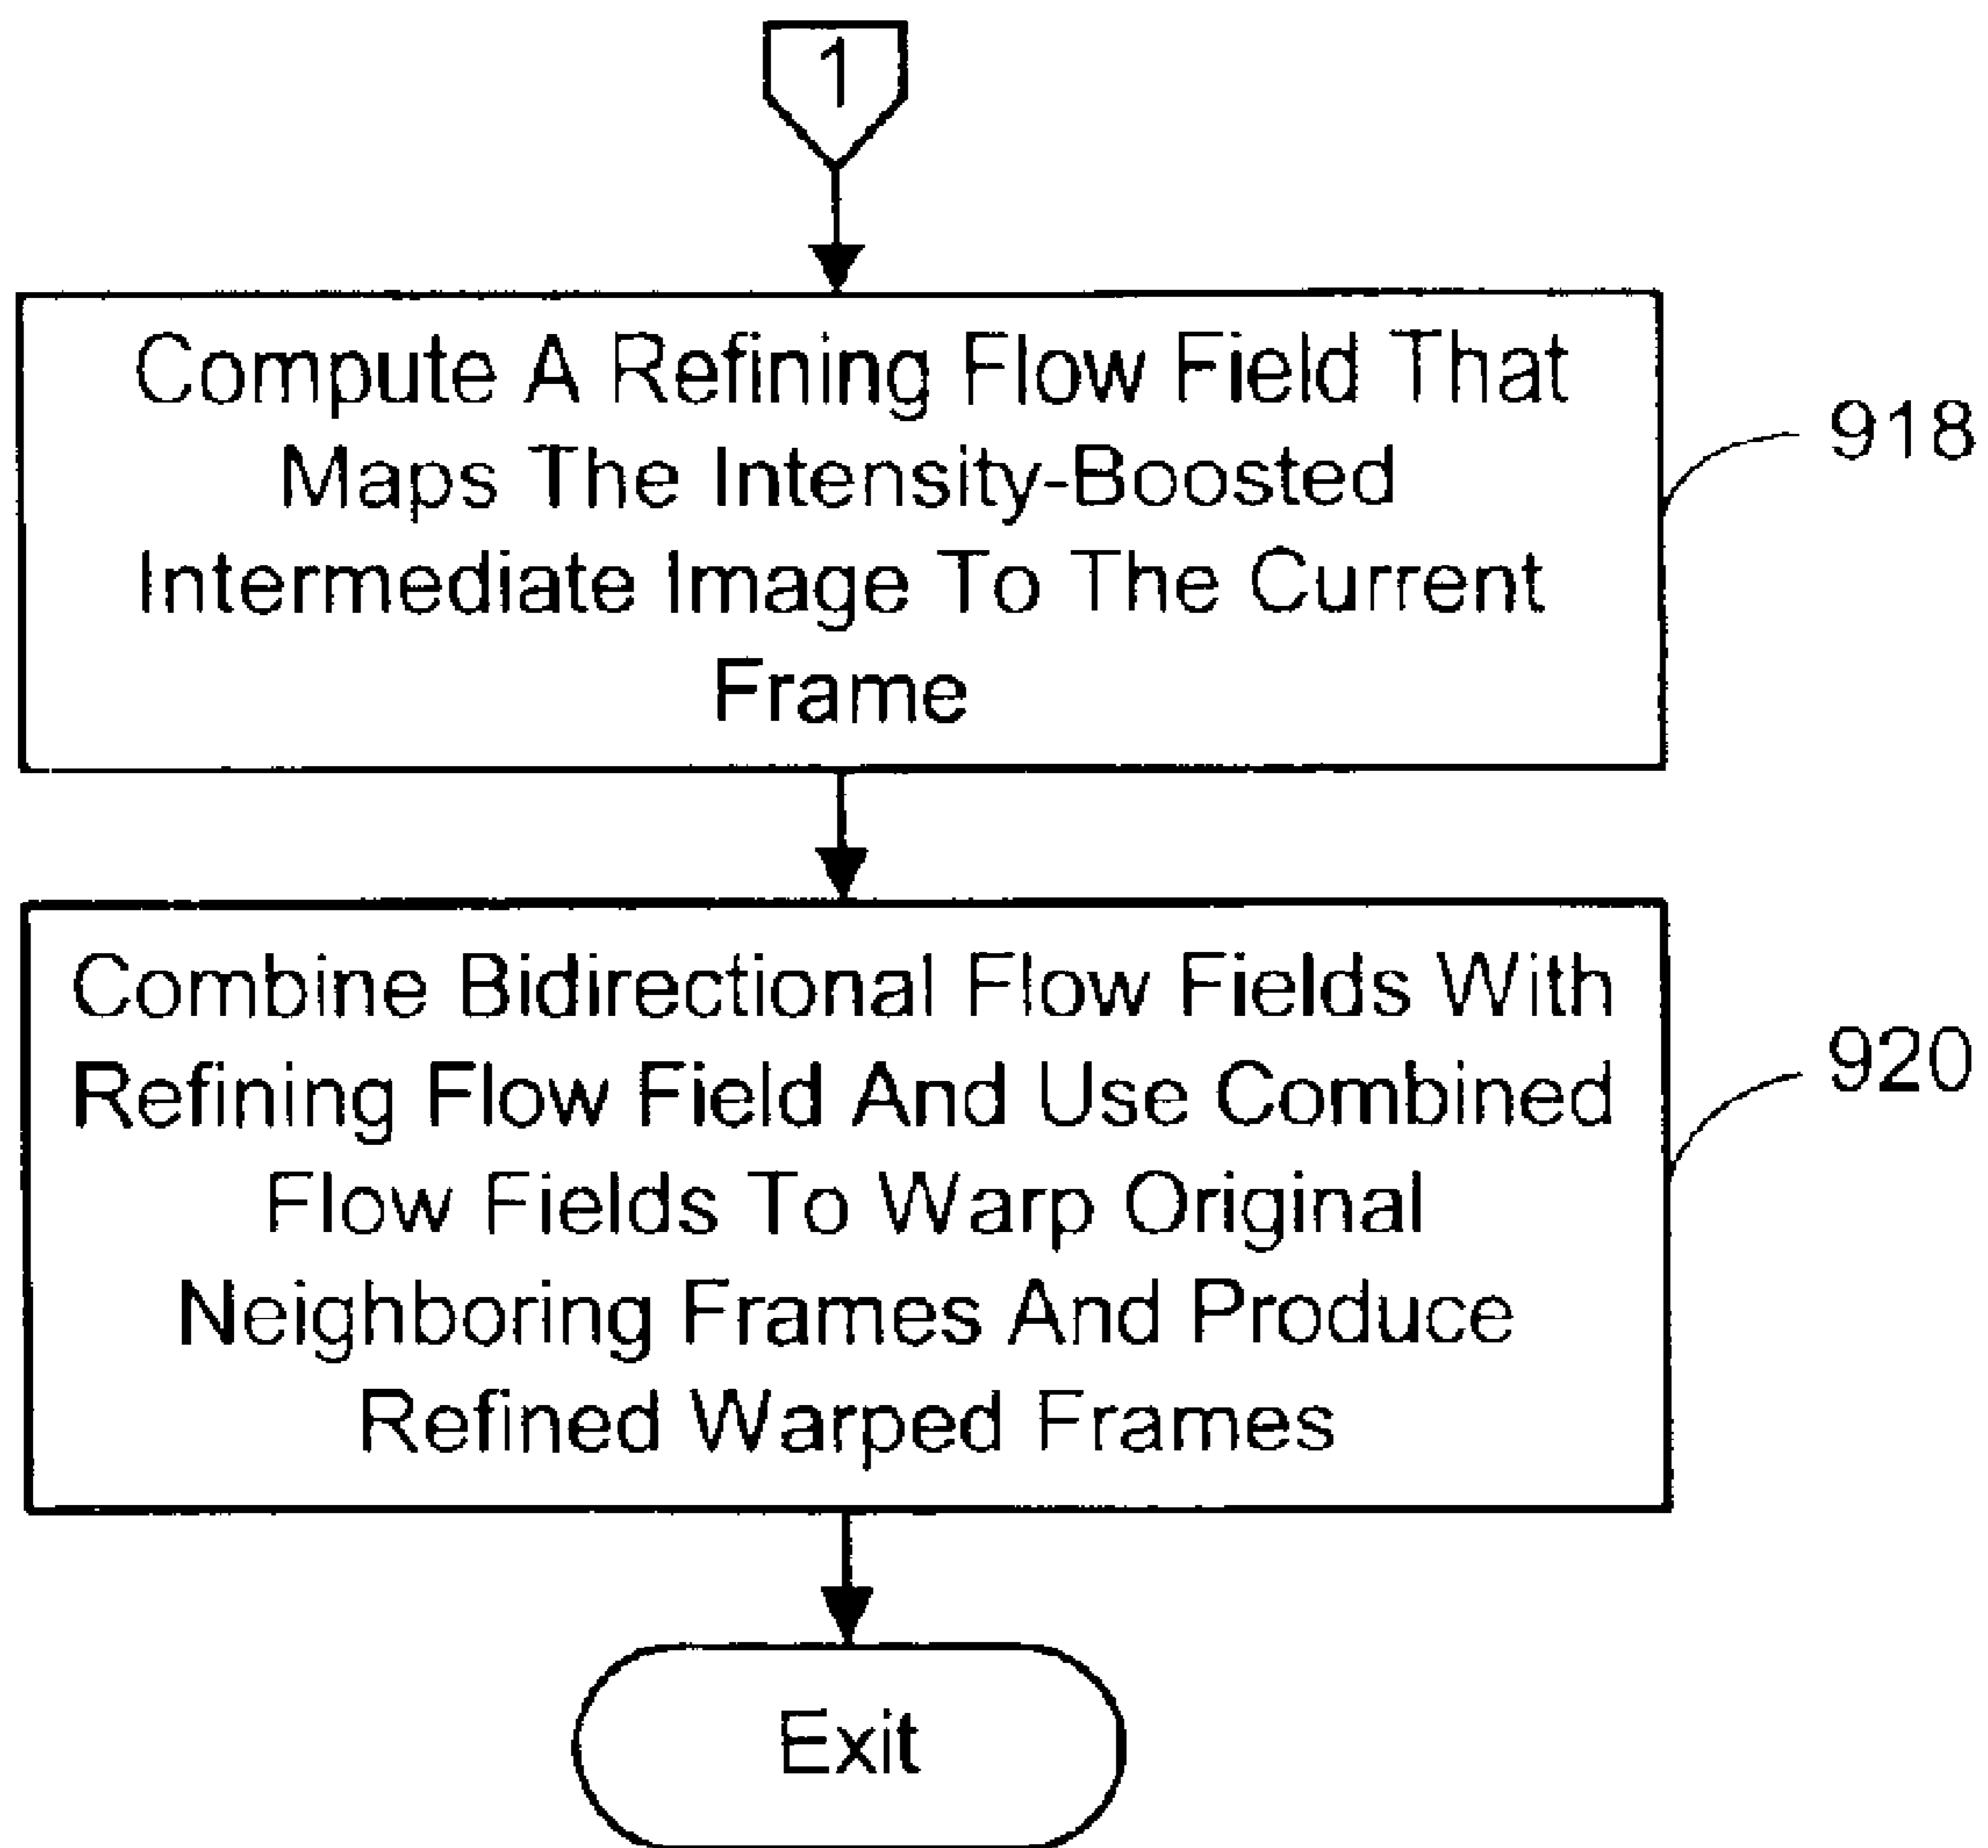 1
Compute A Refining Flow Field That
Maps The Intensity-Boosted
Intermediate Image To The Current
Frame
918
Combine Bidirectional Flow Fields With
Refining Flow Field And Use Combined
Flow Fields To Warp Original
Neighboring Frames And Produce
Refined Warped Frames
920
Exit